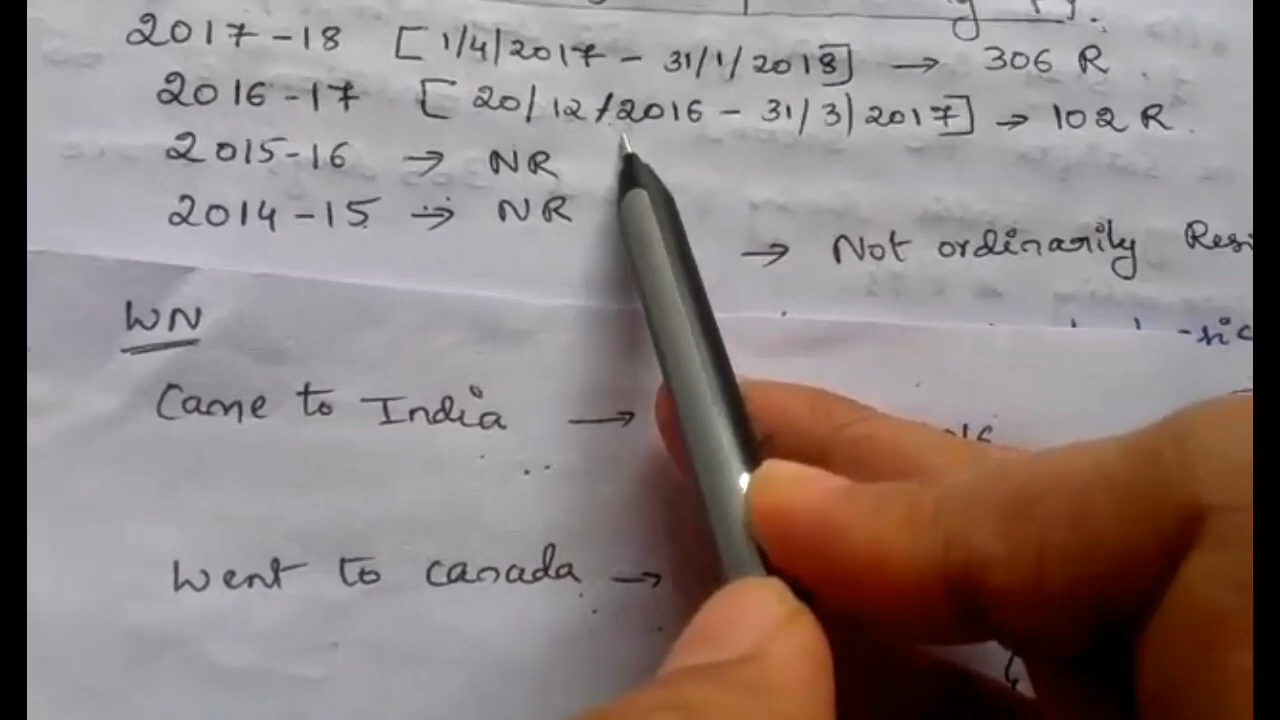 2017-18 [1/4/2017 - 31/1/2018] → 306 R
2016-17 [20/12/2016 - 31/3/2017] → 102 R
2015-16 → NR
2014-15 → NR
→ Not ordinarily Resi
WN
Came to India →
Went to canada →